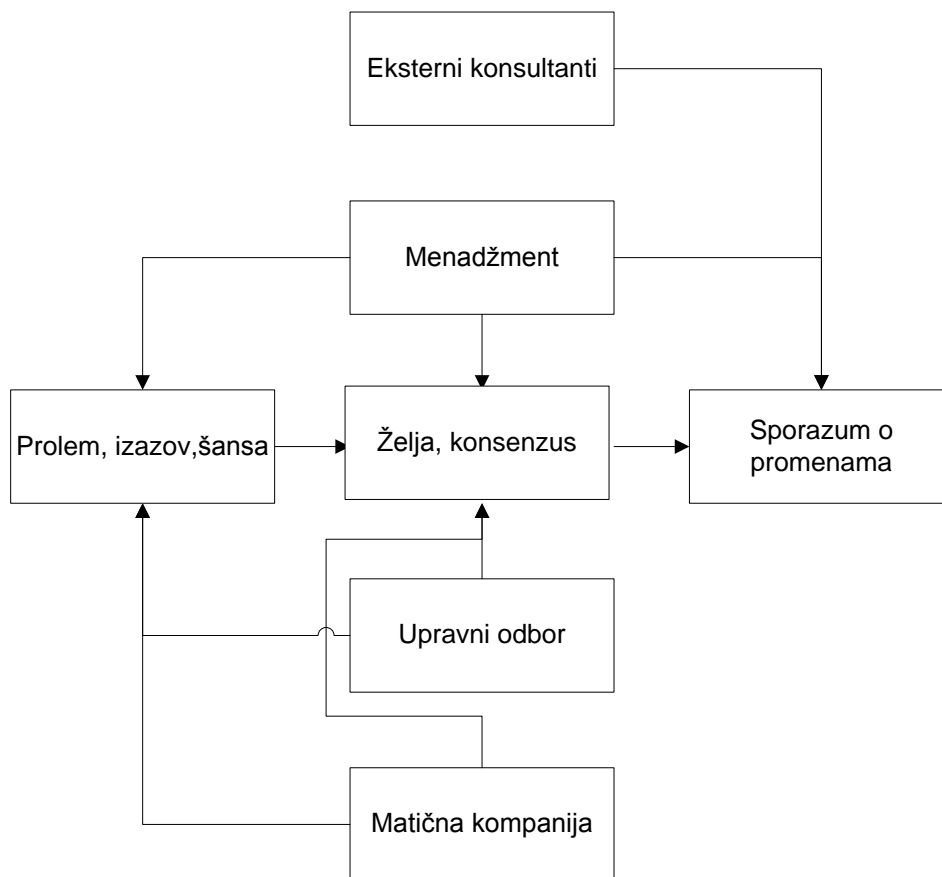 Eksterni konsultanti
Menadžment
Prolem, izazov,šansa
Želja, konsenzus
Sporazum o
promenama
Upravni odbor
Matična kompanija